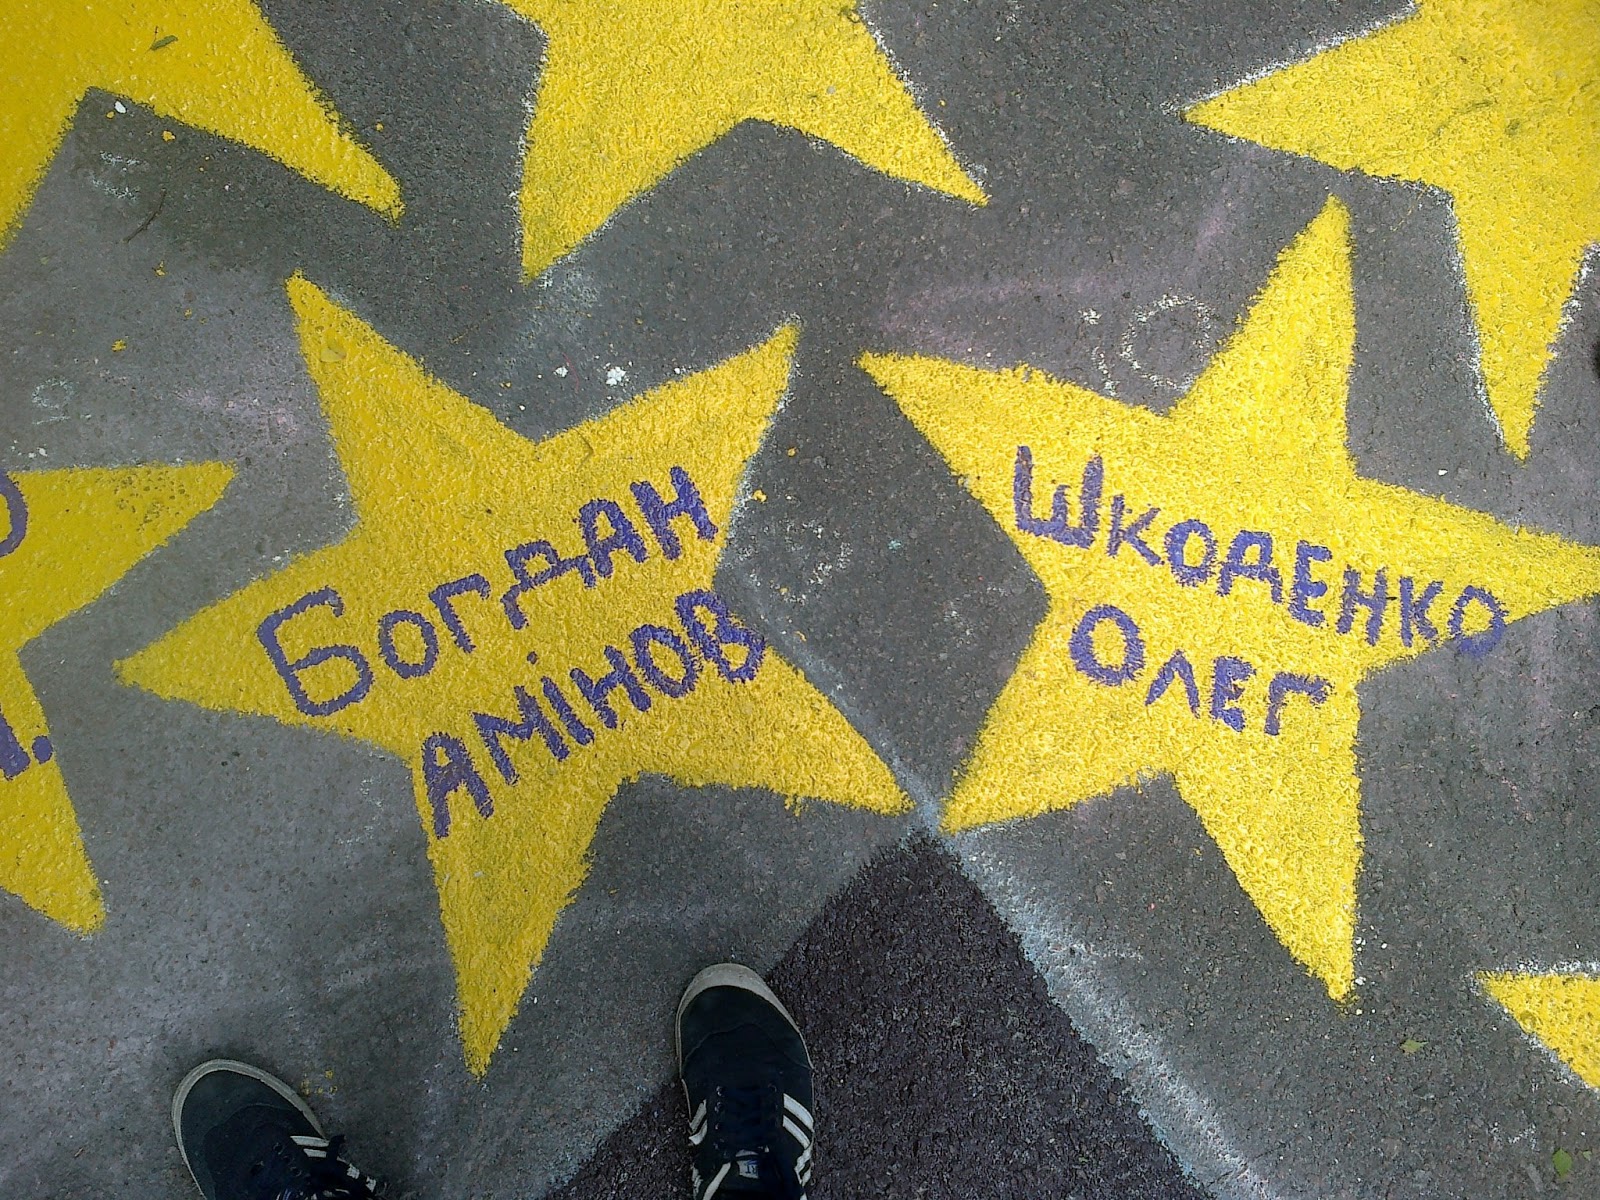 Богдан
Амінов
Шкоденко
Олег